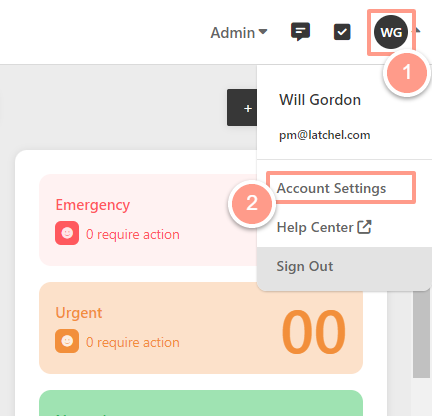 Admin
WG
1
Will Gordon
pm@latchel.com
+
Emergency
2
Account Settings
0 require action
Help Center
Sign Out
Urgent
0 require action
00